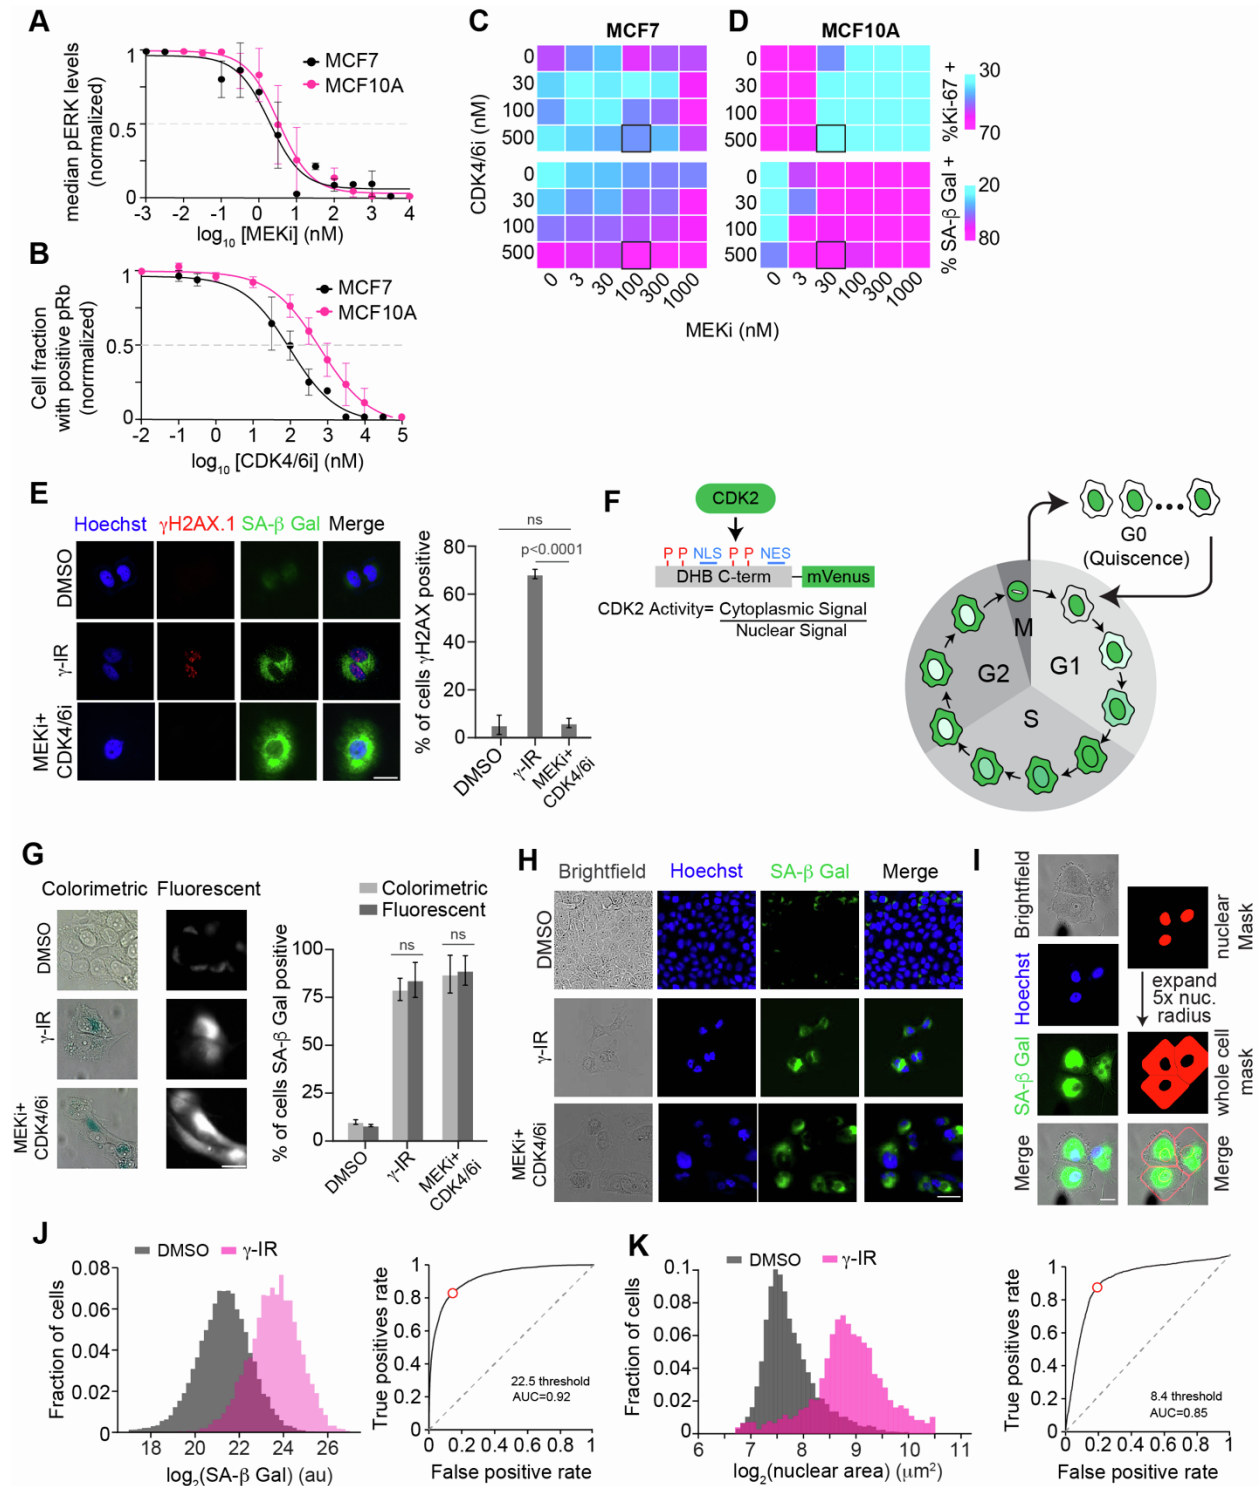 A
median pERK levels
(normalized)
1
0.5
0
MCF7
MCF10A
-3 -2 -1 0 1 2 3 4
log10 [MEKi] (nM)
B
Cell fraction
with positive pRb
(norrmalized)
1
0.5
0
MCF7
MCF10A
-2 -1 0 1 2 3 4 5
log10 [CDK4/6i] (nM)
C
MCF7
D
MCF10A
CDK4/6i (nM)
0
30
100
500
0
30
100
500
0
30
100
500
0
30
100
500
0 3 30 100 300 1000
0 3 30 100 300 1000
MEKi (nM)
30
%Ki-67 +
70
20
% SA-β Gal +
80
E
Hoechst γH2AX.1 SA-β Gal Merge
DMSO
γ-IR
MEKi+
CDK4/6i
% of cells γH2AX positive
80
60
40
20
0
ns
p<0.0001
DMSO
γ-IR
MEKi+
CDK4/6i
F
CDK2
P P NLS P P NES
DHB C-term mVenus
CDK2 Activity= Cytoplasmic Signal
Nuclear Signal
G0
(Quiscence)
M
G1
G2
S
G
Colorimetric Fluorescent
DMSO
γ-IR
MEKi+
CDK4/6i
Colorimetric
Fluorescent
% of cells SA-β Gal positive
100
75
50
25
0
ns
ns
DMSO
γ-IR
MEKi+
CDK4/6i
H
Brightfield Hoechst SA-β Gal Merge
DMSO
γ-IR
MEKi+
CDK4/6i
I
Brightfield
Hoechst
SA-β Gal
Merge
nuclear
Mask
expand
5x nuc.
radius
whole cell
mask
Merge
J
DMSO γ-IR
Fraction of cells
0.08
0.06
0.04
0.02
0
18 20 22 24 26
log2(SA-β Gal) (au)
True positives rate
1
0.8
0.6
0.4
0.2
0
22.5 threshold
AUC=0.92
0 0.2 0.4 0.6 0.8 1
False positive rate
K
DMSO γ-IR
Fraction of cells
0.1
0.08
0.06
0.04
0.02
0
6 7 8 9 10 11
log2(nuclear area) (μm²)
True positives rate
1
0.8
0.6
0.4
0.2
0
8.4 threshold
AUC=0.85
0 0.2 0.4 0.6 0.8 1
False positive rate